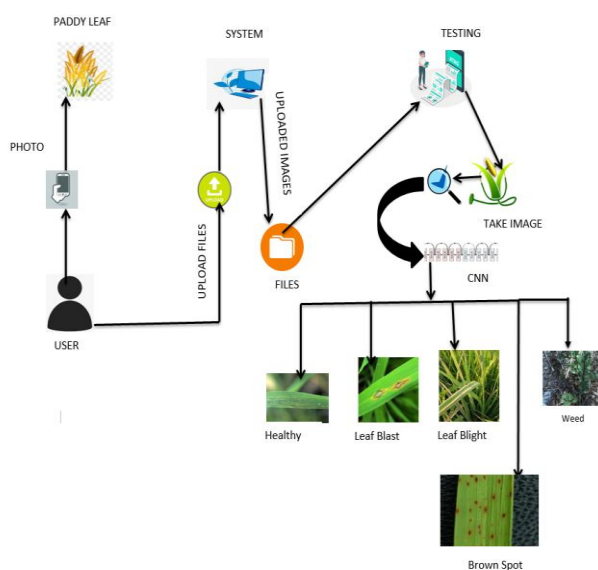 PADDY LEAF
SYSTEM
TESTING
PHOTO
UPLOADED IMAGES
UPLOAD
UPLOAD FILES
TAKE IMAGE
FILES
CNN
USER
Healthy
Leaf Blast
Leaf Blight
Weed
Brown Spot